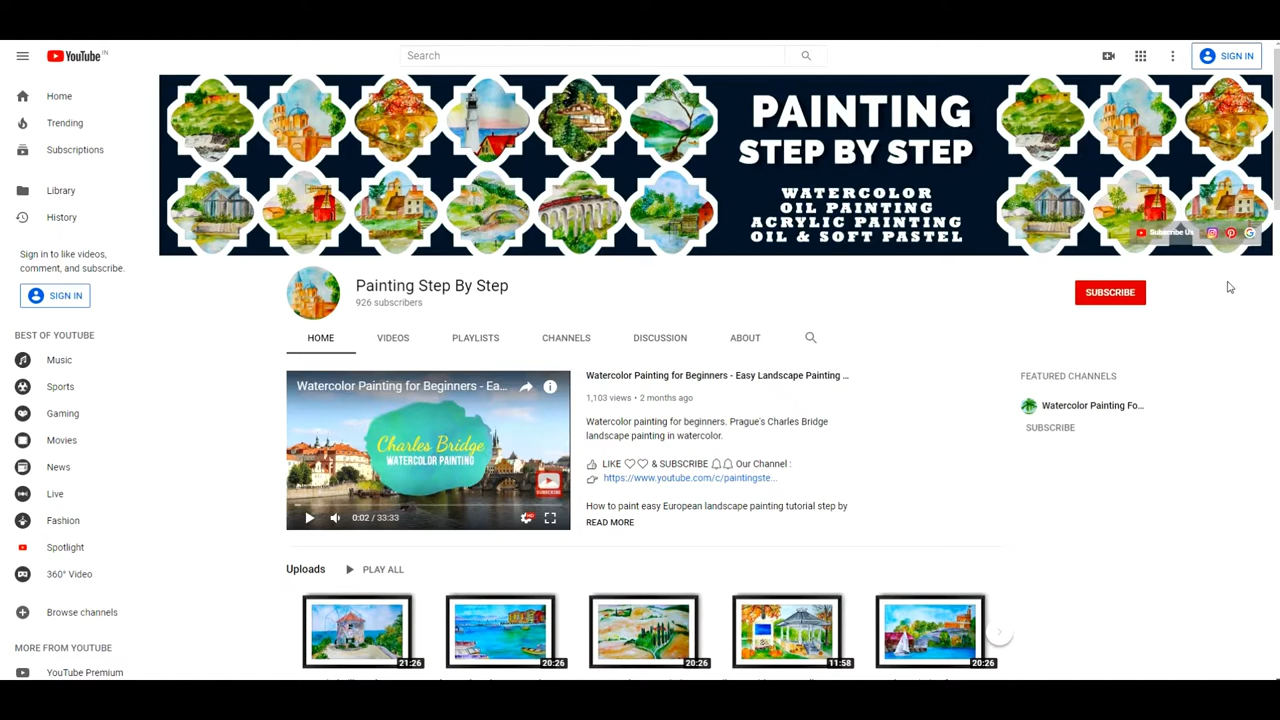 YouTube IN
Search
SIGN IN
Home
Trending
Subscriptions
Library
History
Sign in to like videos,
comment, and subscribe.
SIGN IN
BEST OF YOUTUBE
Music
Sports
Gaming
Movies
News
Live
Fashion
Spotlight
360° Video
Browse channels
MORE FROM YOUTUBE
YouTube Premium
PAINTING
STEP BY STEP
WATERCOLOR
OIL PAINTING
ACRYLIC PAINTING
OIL & SOFT PASTEL
Subscribe Us
Painting Step By Step
926 subscribers
SUBSCRIBE
HOME
VIDEOS
PLAYLISTS
CHANNELS
DISCUSSION
ABOUT
Watercolor Painting for Beginners - Ea...
Charles Bridge
WATERCOLOR PAINTING
SUBSCRIBE
0:02 / 33:33
HD
Watercolor Painting for Beginners - Easy Landscape Painting ...
1,103 views • 2 months ago
Watercolor painting for beginners. Prague's Charles Bridge
landscape painting in watercolor.
LIKE ♡♡ & SUBSCRIBE 🔔🔔 Our Channel :
https://www.youtube.com/c/paintingste...
How to paint easy European landscape painting tutorial step by
READ MORE
FEATURED CHANNELS
Watercolor Painting Fo...
SUBSCRIBE
Uploads
PLAY ALL
21:26
20:26
20:26
11:58
20:26